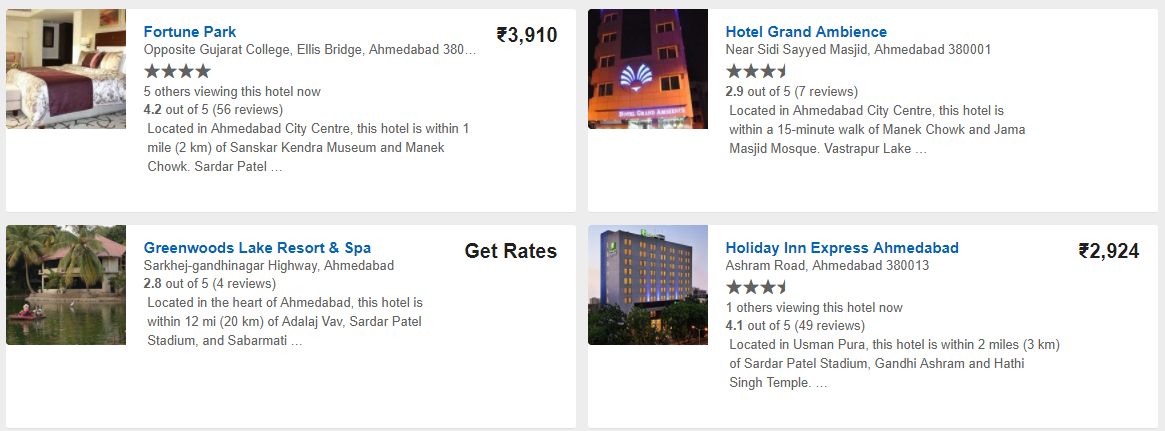 Fortune Park
₹3,910
Opposite Gujarat College, Ellis Bridge, Ahmedabad 380...
5 others viewing this hotel now
4.2 out of 5 (56 reviews)
Located in Ahmedabad City Centre, this hotel is within 1
mile (2 km) of Sanskar Kendra Museum and Manek
Chowk. Sardar Patel ...
Hotel Grand Ambience
Near Sidi Sayyed Masjid, Ahmedabad 380001
2.9 out of 5 (7 reviews)
Located in Ahmedabad City Centre, this hotel is
within a 15-minute walk of Manek Chowk and Jama
Masjid Mosque. Vastrapur Lake ...
HOTEL GRAND AMBIENCE
Greenwoods Lake Resort & Spa
Get Rates
Sarkhej-gandhinagar Highway, Ahmedabad
2.8 out of 5 (4 reviews)
Located in the heart of Ahmedabad, this hotel is
within 12 mi (20 km) of Adalaj Vav, Sardar Patel
Stadium, and Sabarmati ...
Holiday Inn Express Ahmedabad
₹2,924
Ashram Road, Ahmedabad 380013
1 others viewing this hotel now
4.1 out of 5 (49 reviews)
Located in Usman Pura, this hotel is within 2 miles (3 km)
of Sardar Patel Stadium, Gandhi Ashram and Hathi
Singh Temple. ...